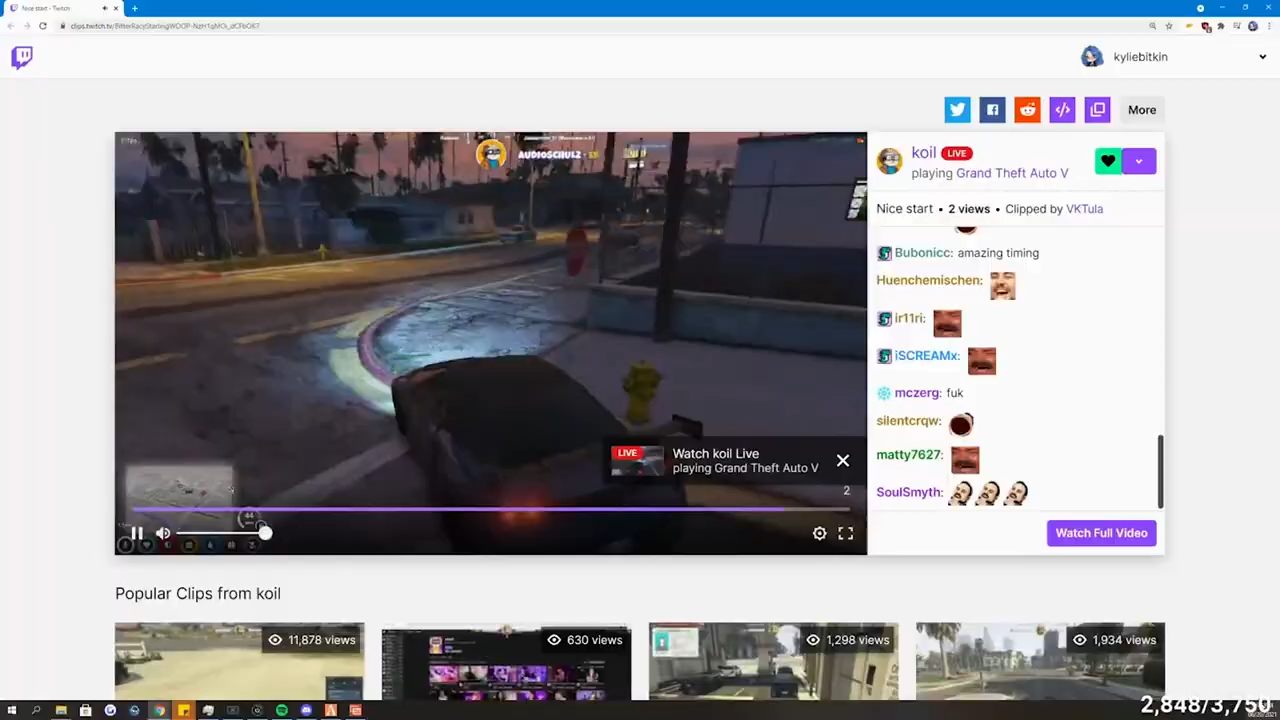 Nice start - Twitch
kyliebitkin
More
AUDIOSCHULZ
koil LIVE
playing Grand Theft Auto V
Nice start • 2 views • Clipped by VKTula
Bubonicc: amazing timing
Huenchemischen:
ir11ri:
iSCREAMx:
mczerg: fuk
silentcrqw:
matty7627:
SoulSmyth:
LIVE
Watch koil Live
playing Grand Theft Auto V
2
Watch Full Video
Popular Clips from koil
11,878 views
630 views
1,298 views
1,934 views
2,848/3,750